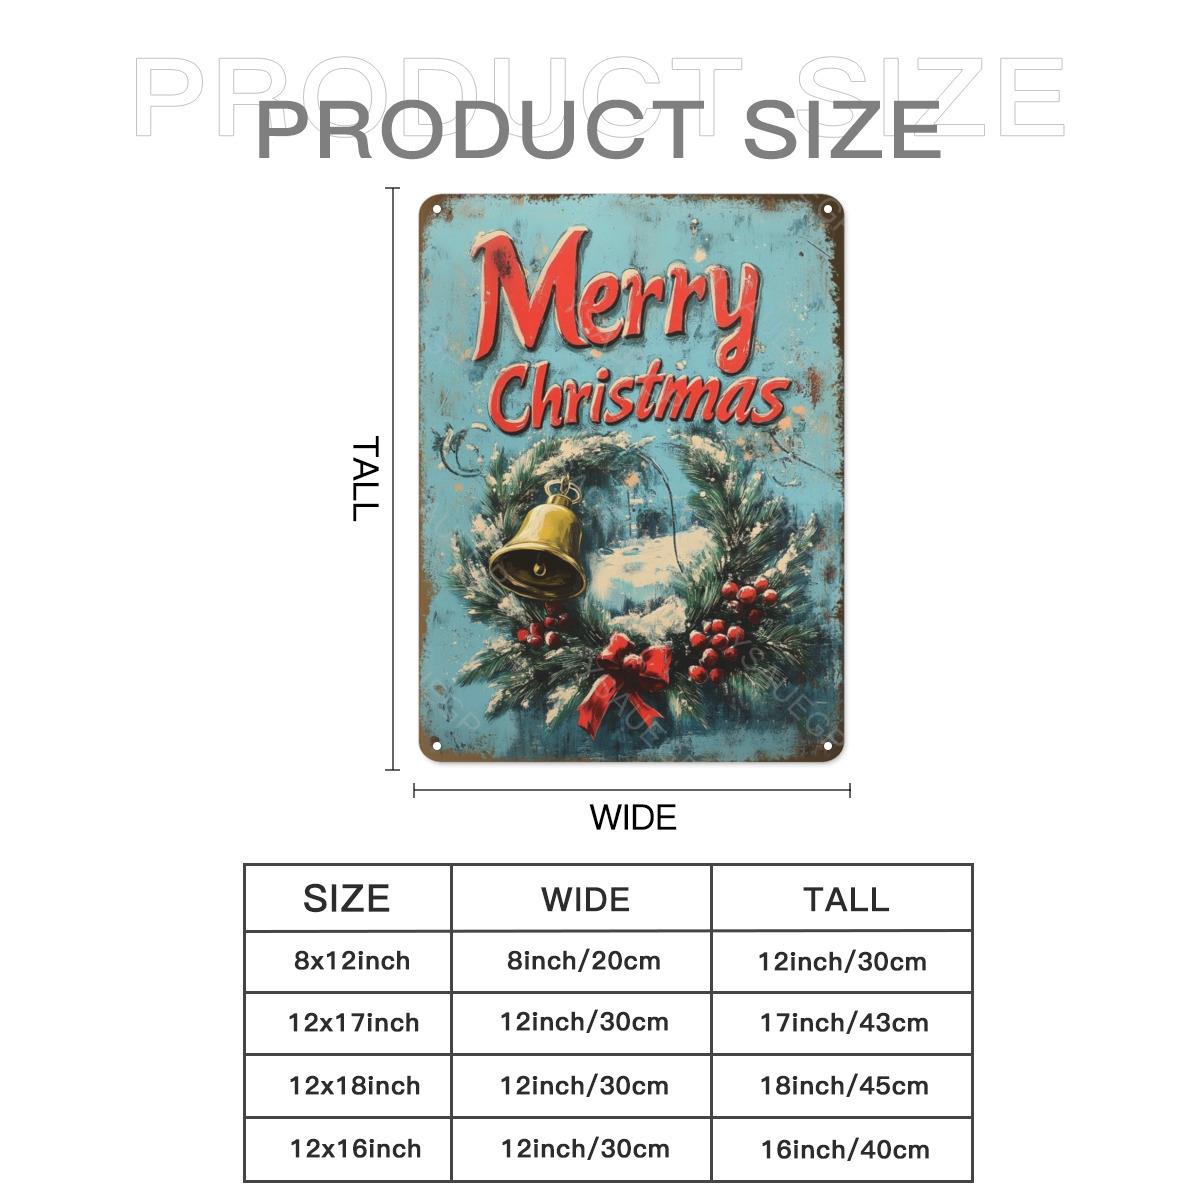 PRODUCT SIZE
PRODUCT SIZE
Merry
Christmas
TALL
WIDE
SIZE WIDE TALL
8x12inch 8inch/20cm 12inch/30cm
12x17inch 12inch/30cm 17inch/43cm
12x18inch 12inch/30cm 18inch/45cm
12x16inch 12inch/30cm 16inch/40cm